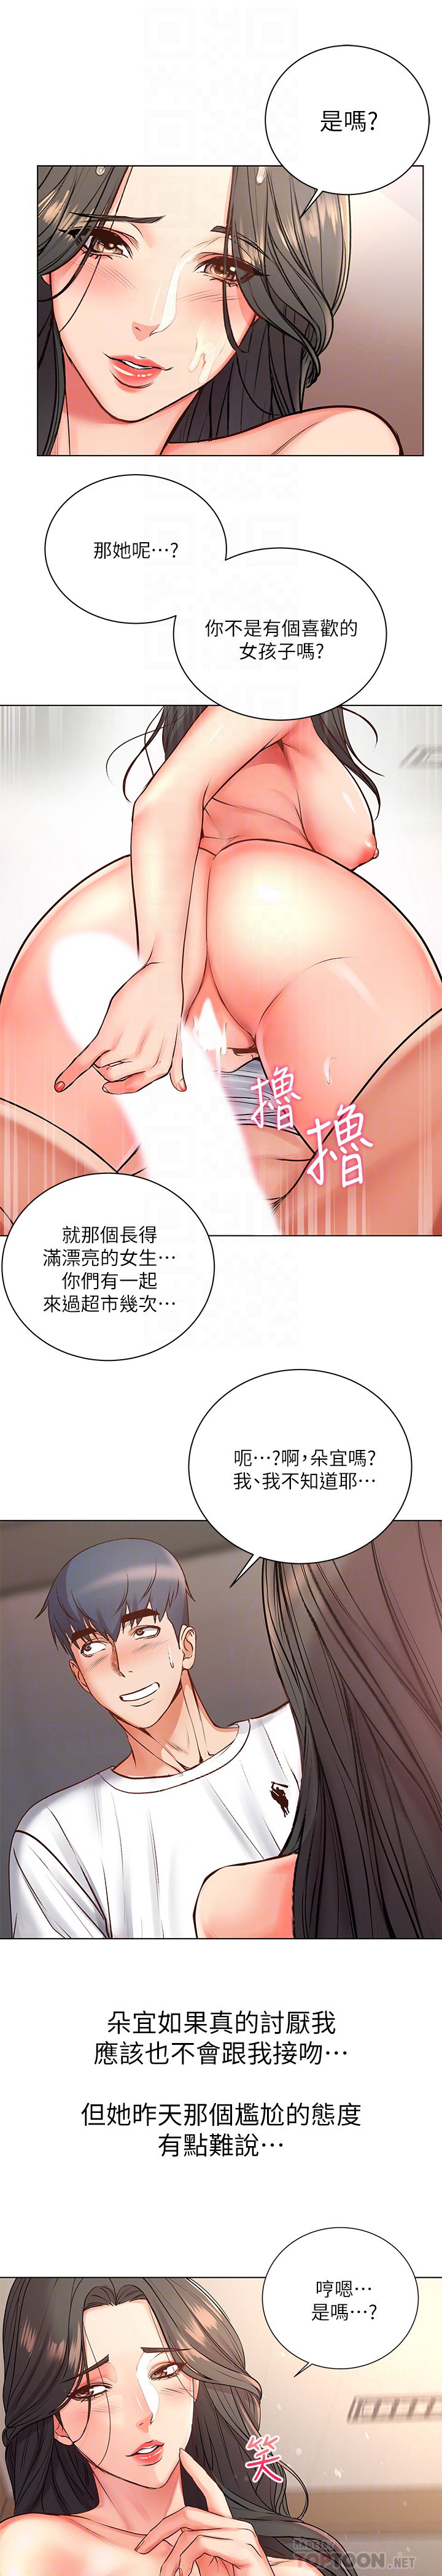 是嗎?
那她呢⋯?
你不是有個喜歡的
女孩子嗎?
擼
擼
就那個長得
滿漂亮的女生⋯
你們有一起
來過超市幾次⋯
呃⋯?啊,朵宜嗎?
我、我不知道耶⋯
朵宜如果真的討厭我
應該也不會跟我接吻⋯
但她昨天那個尷尬的態度
有點難說⋯
哼嗯⋯
是嗎⋯?
笑
TOPTOON.NET